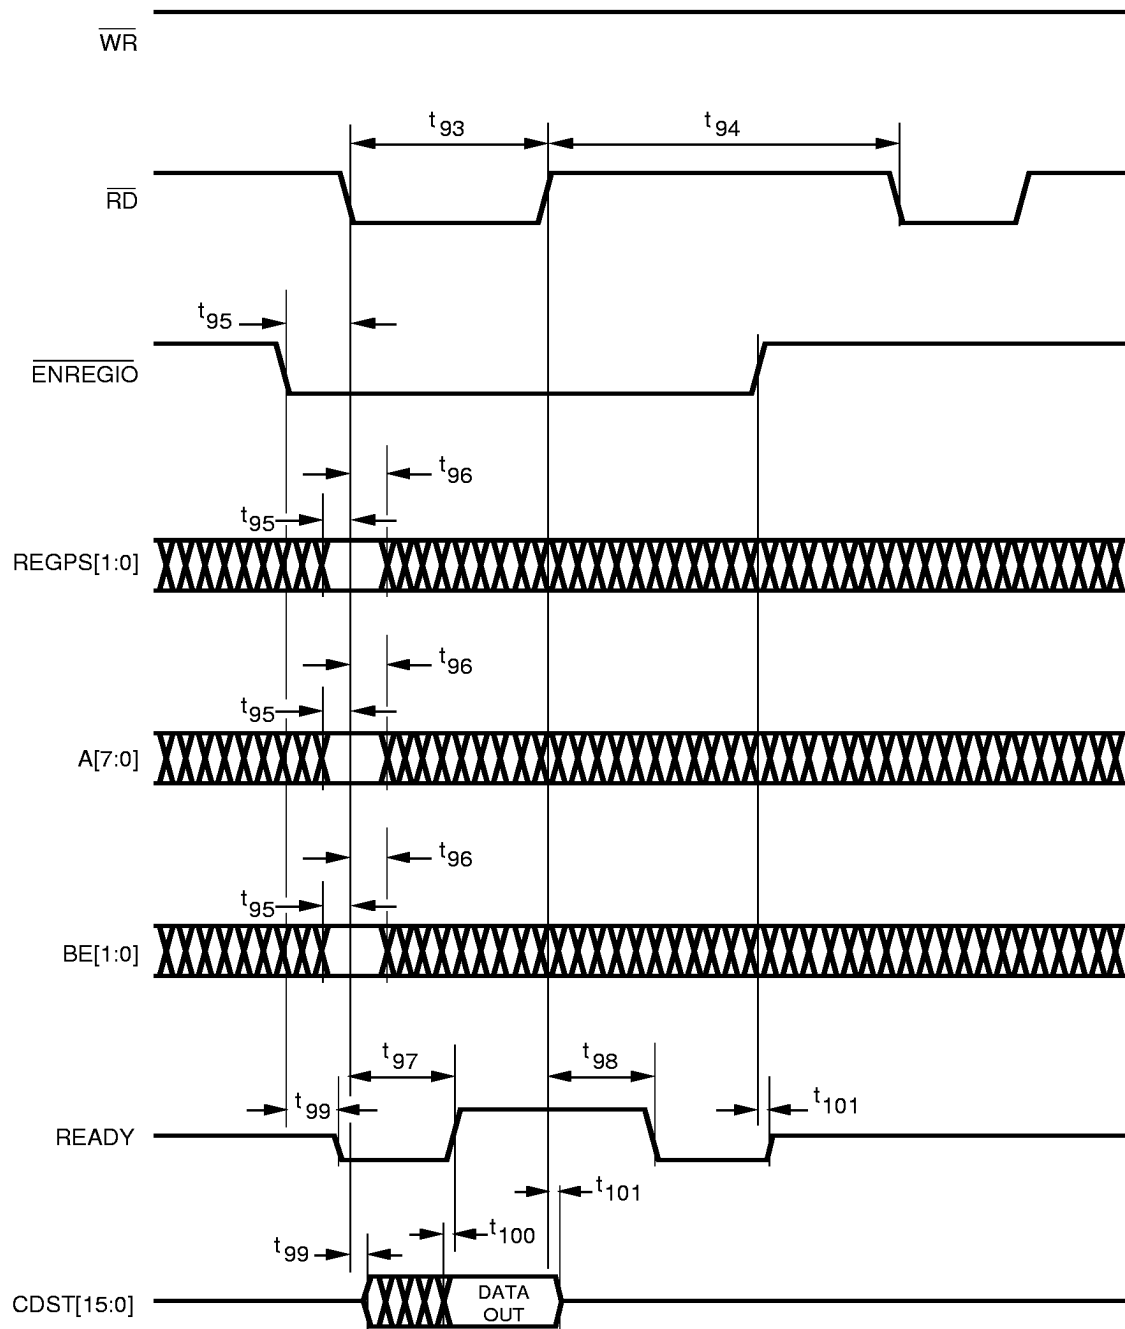 WR
t93
t94
RD
t95
ENREGIO
t96
t95
REGPS[1:0]
t96
t95
A[7:0]
t96
t95
BE[1:0]
t97
t98
t99
t101
READY
t101
t100
t99
DATA
OUT
CDST[15:0]